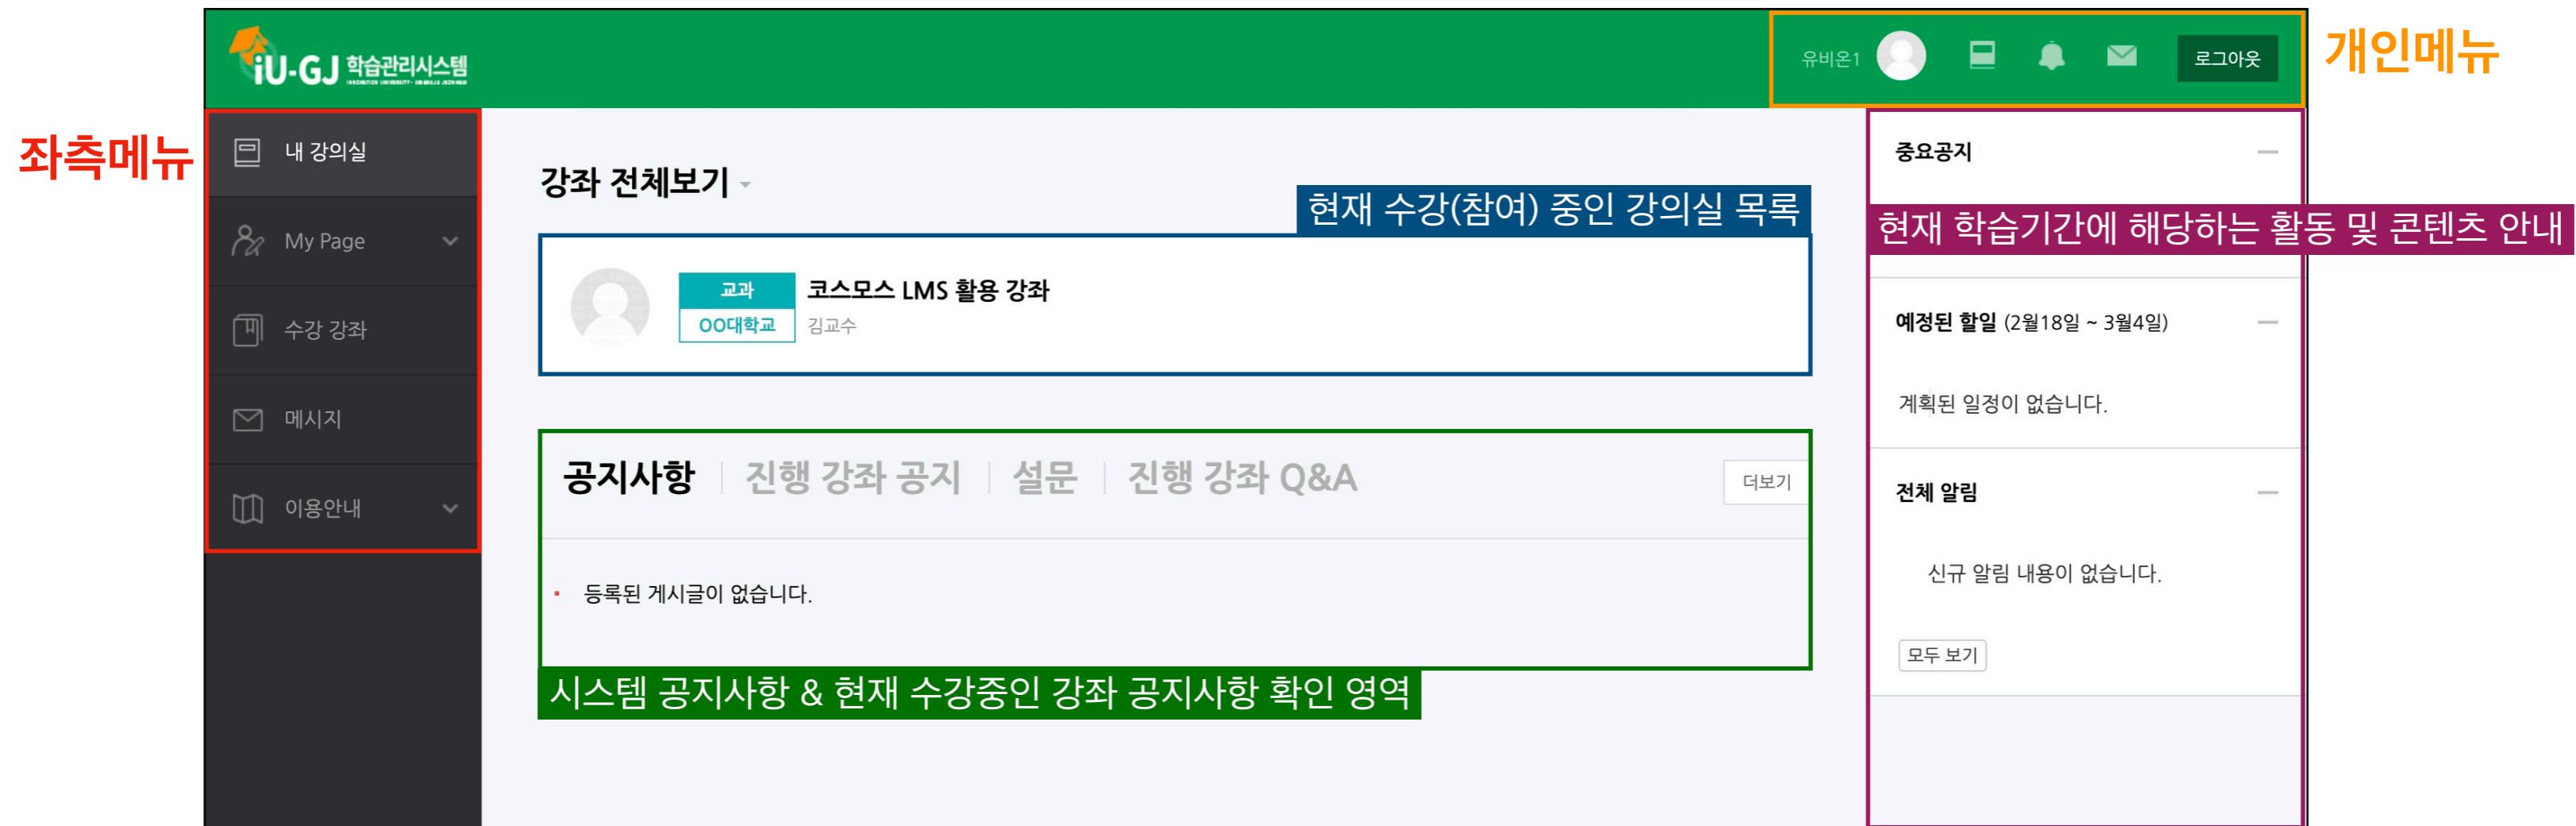 iU-GJ 학습관리시스템
유비온1
로그아웃
개인메뉴
좌측메뉴
내 강의실
My Page
수강 강좌
메시지
이용안내
강좌 전체보기
현재 수강(참여) 중인 강의실 목록
교과
OO대학교
코스모스 LMS 활용 강좌
김교수
공지사항 진행 강좌 공지 설문 진행 강좌 Q&A
더보기
등록된 게시글이 없습니다.
시스템 공지사항 & 현재 수강중인 강좌 공지사항 확인 영역
중요공지
현재 학습기간에 해당하는 활동 및 콘텐츠 안내
예정된 할일 (2월18일 ~ 3월4일)
계획된 일정이 없습니다.
전체 알림
신규 알림 내용이 없습니다.
모두 보기